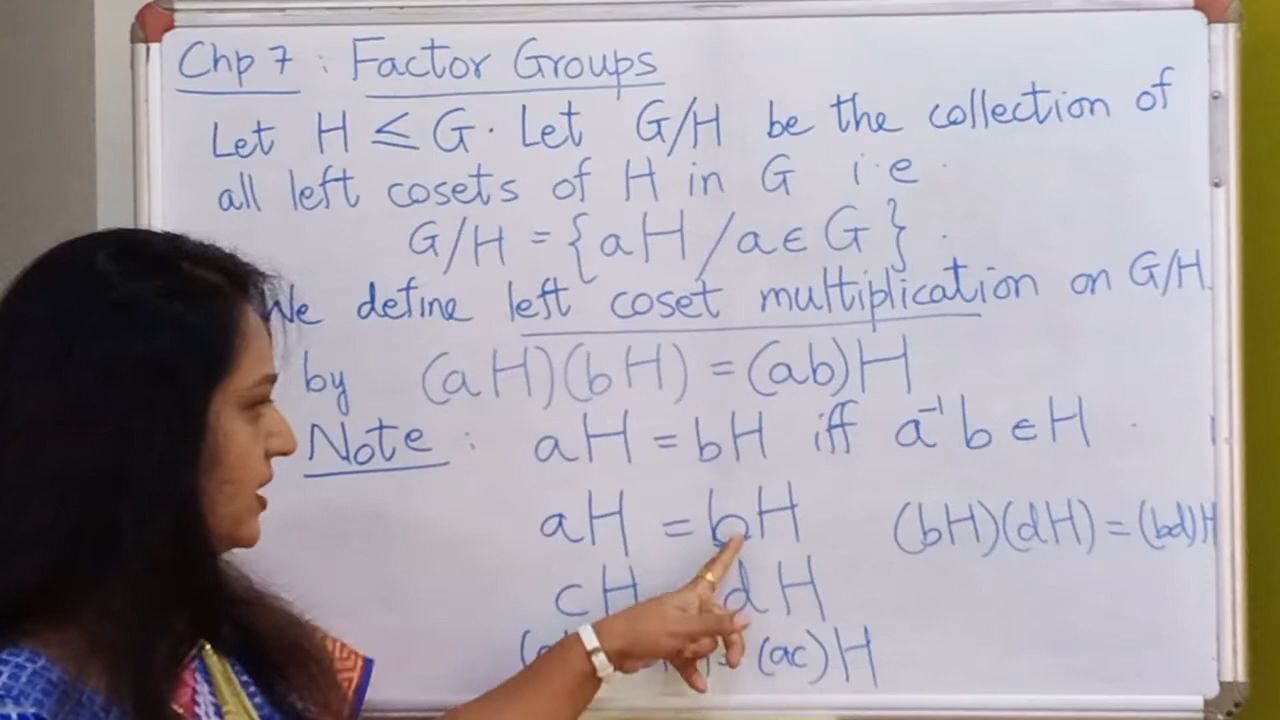 Chp 7 : Factor Groups
Let H ≤ G. Let G/H be the collection of
all left cosets of H in G i.e.
G/H = {aH / a ∈ G}.
We define left coset multiplication on G/H.
by (aH)(bH) = (ab)H
Note : aH = bH iff a⁻¹b ∈ H.
aH = bH (bH)(dH) = (bd)H
cH dH
(ac)H